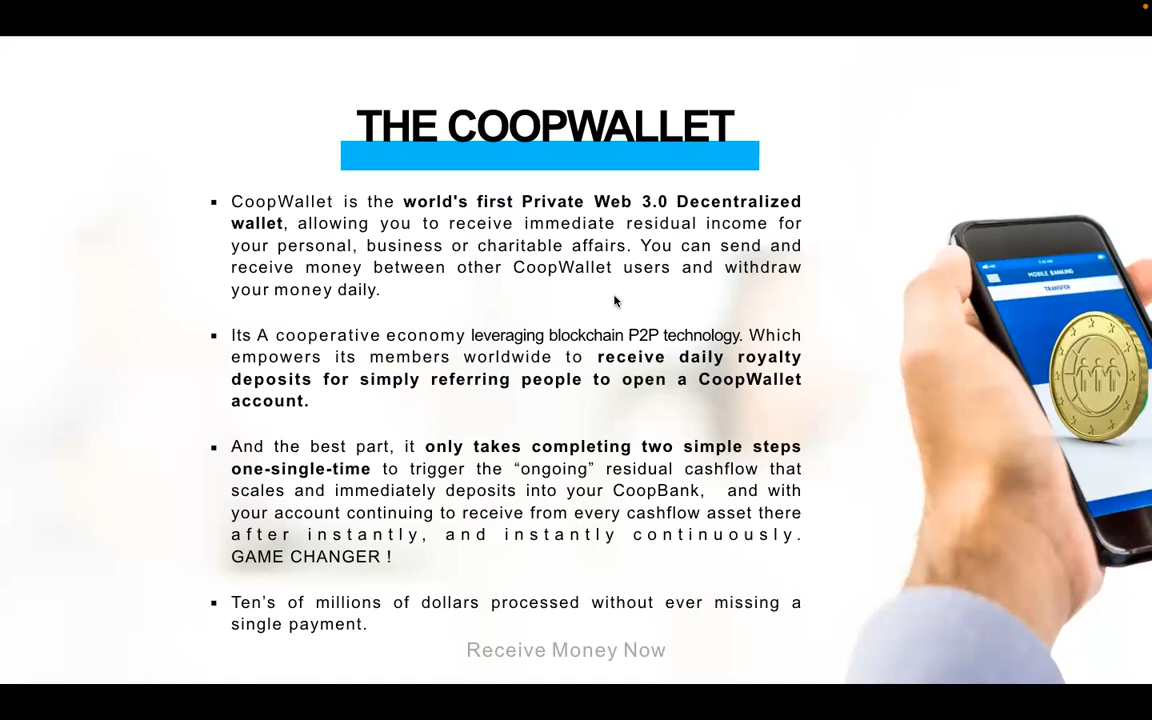 THE COOPWALLET
▪ CoopWallet is the world's first Private Web 3.0 Decentralized
wallet, allowing you to receive immediate residual income for
your personal, business or charitable affairs. You can send and
receive money between other CoopWallet users and withdraw
your money daily.
▪ Its A cooperative economy leveraging blockchain P2P technology. Which
empowers its members worldwide to receive daily royalty
deposits for simply referring people to open a CoopWallet
account.
▪ And the best part, it only takes completing two simple steps
one-single-time to trigger the “ongoing” residual cashflow that
scales and immediately deposits into your CoopBank, and with
your account continuing to receive from every cashflow asset there
after instantly, and instantly continuously.
GAME CHANGER !
▪ Ten’s of millions of dollars processed without ever missing a
single payment.
Receive Money Now
MOBILE BANKING
TRANSFER